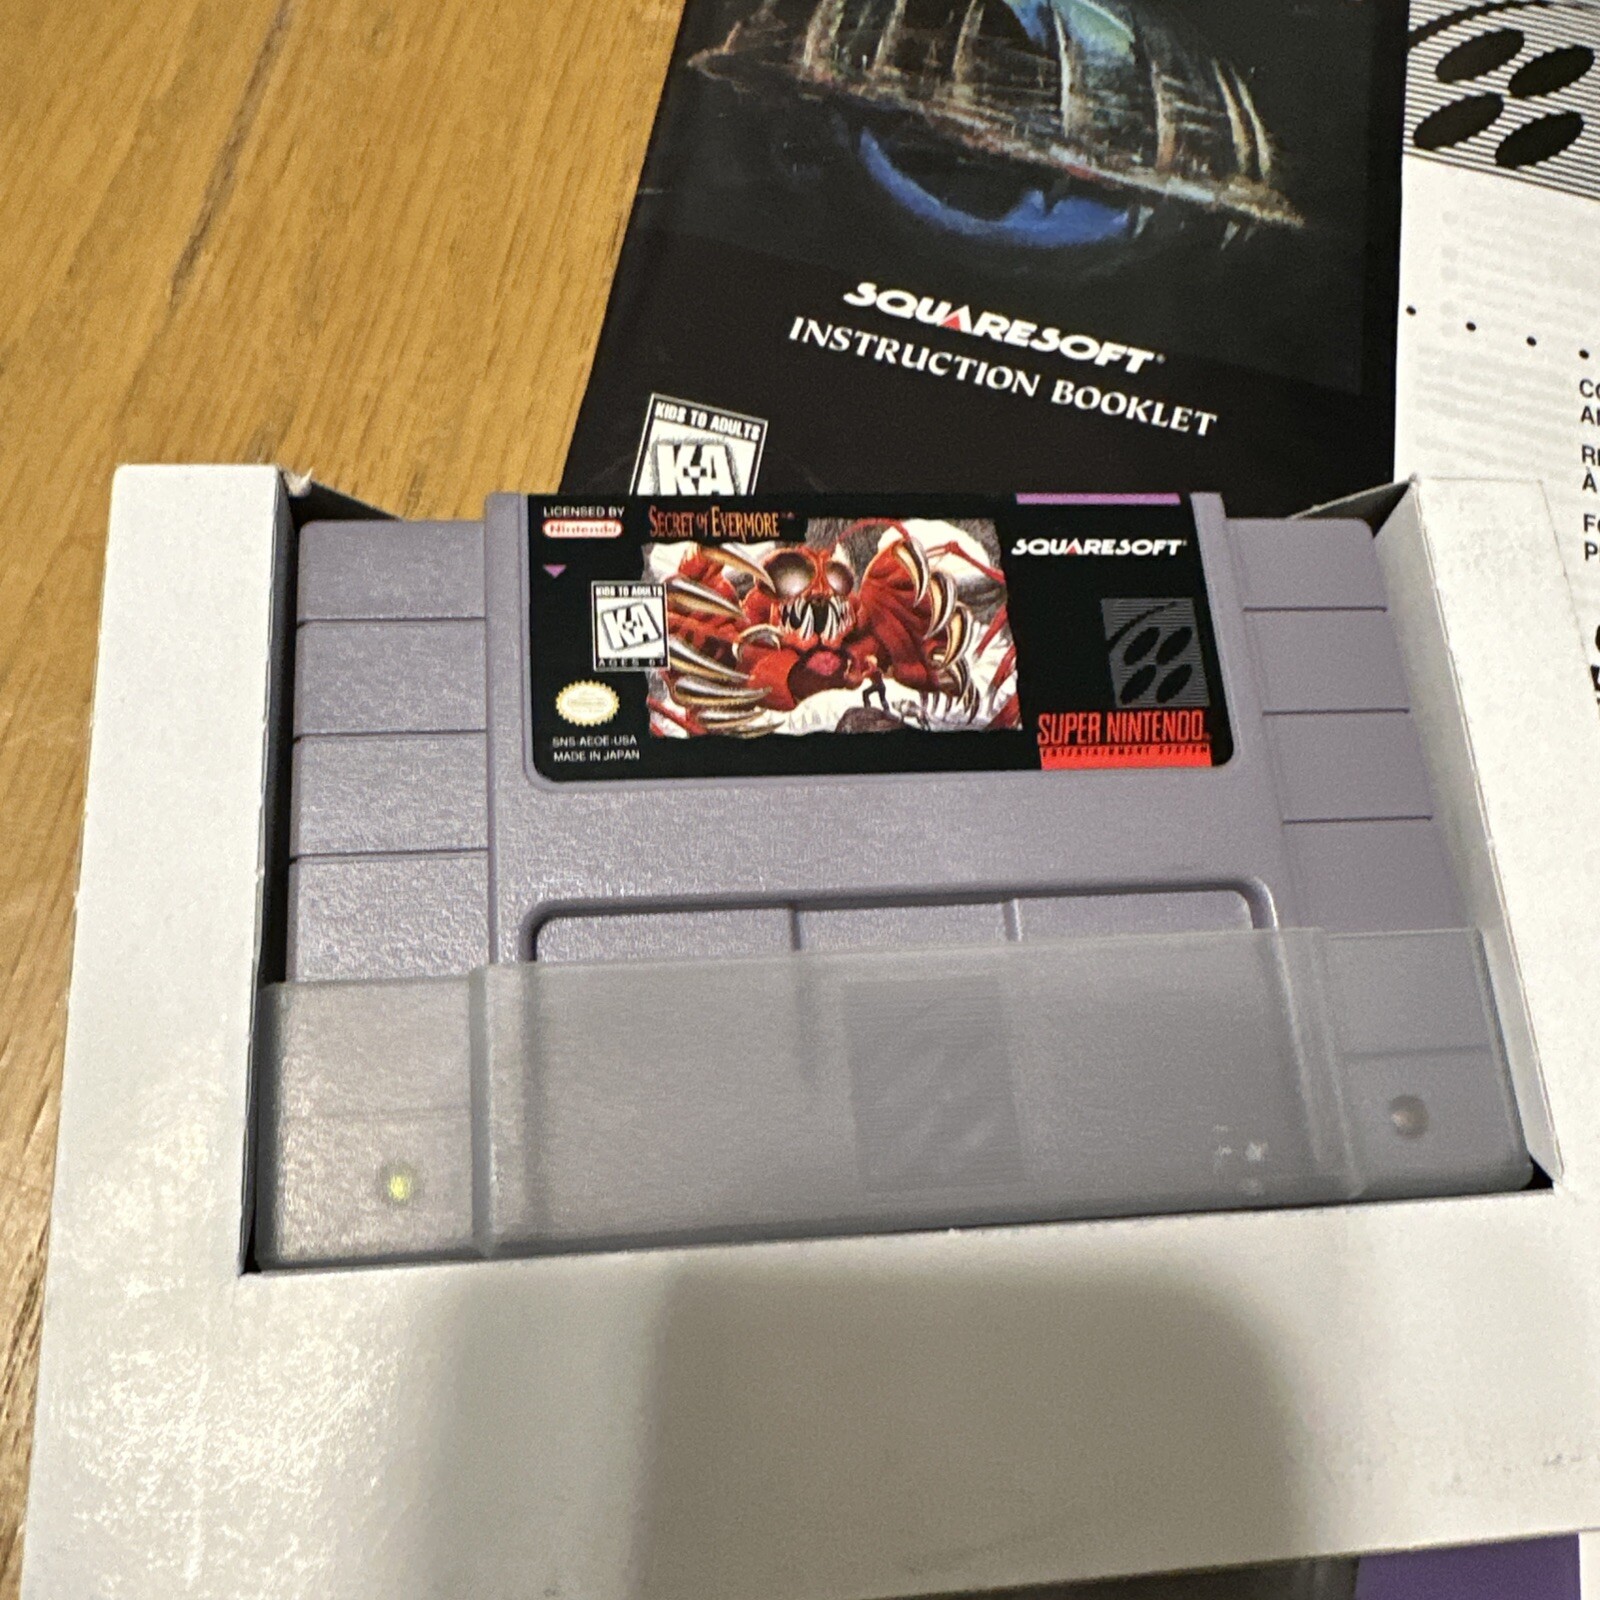 SQUARESOFT®
INSTRUCTION BOOKLET
KIDS TO ADULTS
K-A
LICENSED BY
Nintendo
SECRET OF EVERMORE™
SQUARESOFT®
KIDS TO ADULTS
K-A
AGES 6+
SNS-AEOE-USA
MADE IN JAPAN
SUPER NINTENDO®
ENTERTAINMENT SYSTEM